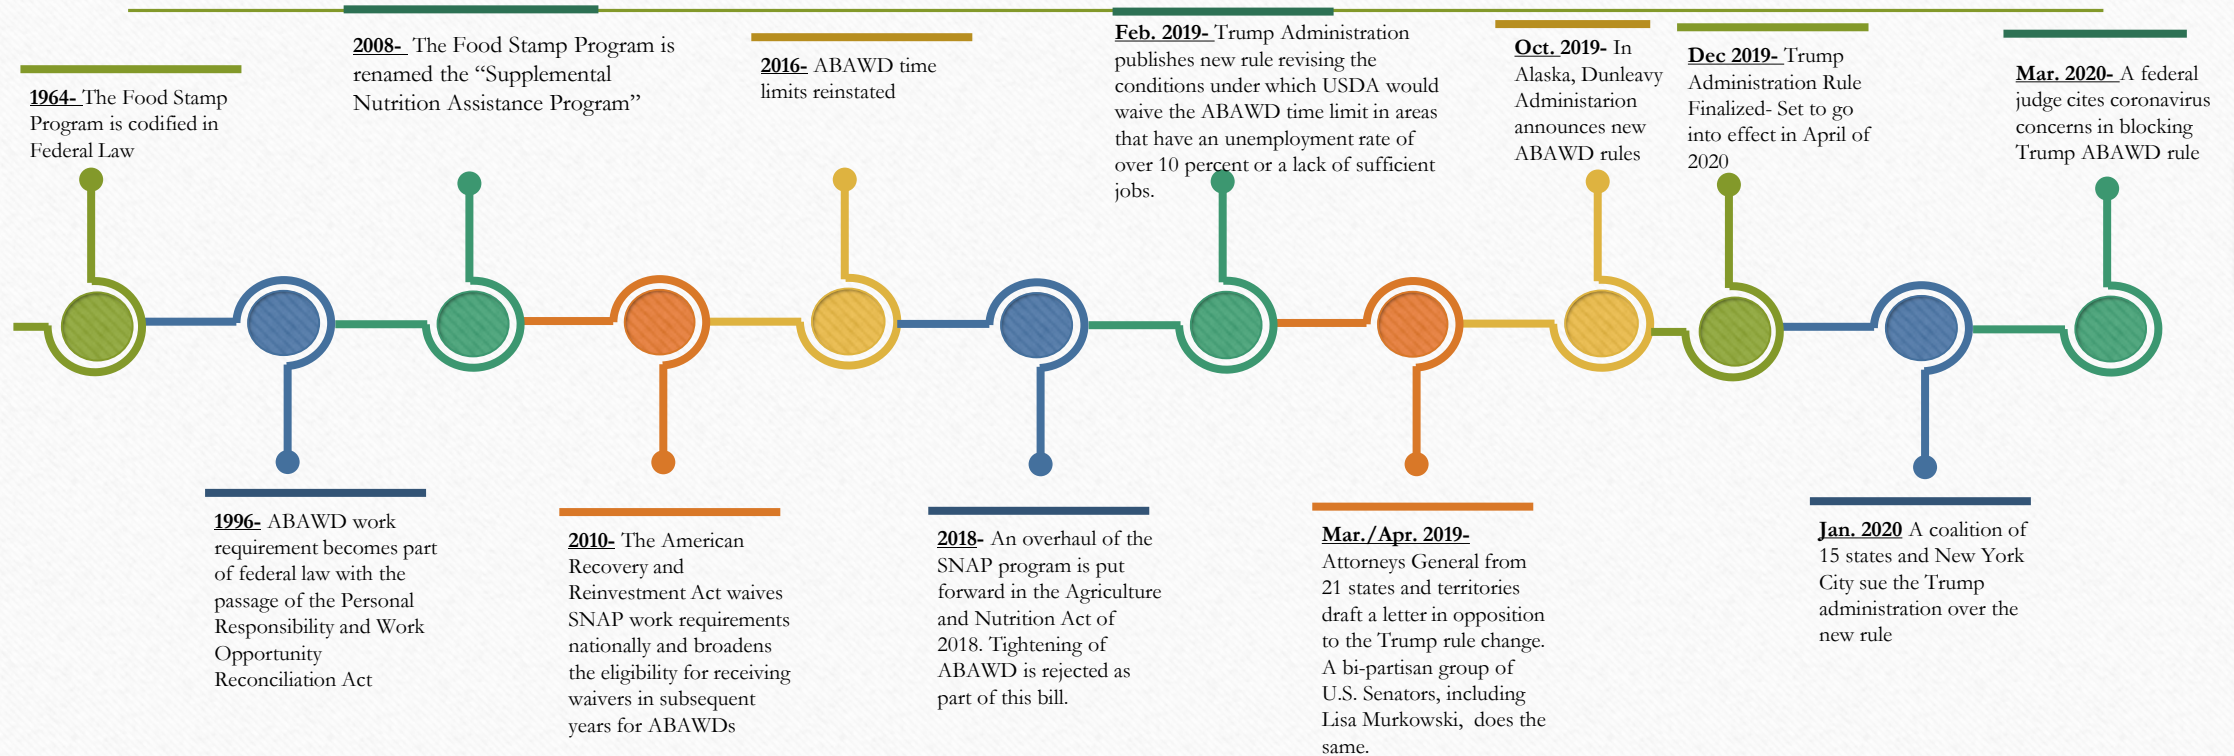 1964- The Food Stamp
Program is codified in
Federal Law
1996- ABAWD work
requirement becomes part
of federal law with the
passage of the Personal
Responsibility and Work
Opportunity
Reconciliation Act
2008- The Food Stamp Program is
renamed the “Supplemental
Nutrition Assistance Program”
2010- The American
Recovery and
Reinvestment Act waives
SNAP work requirements
nationally and broadens
the eligibility for receiving
waivers in subsequent
years for ABAWDs
2016- ABAWD time
limits reinstated
2018- An overhaul of the
SNAP program is put
forward in the Agriculture
and Nutrition Act of
2018. Tightening of
ABAWD is rejected as
part of this bill.
Feb. 2019- Trump Administration
publishes new rule revising the
conditions under which USDA would
waive the ABAWD time limit in areas
that have an unemployment rate of
over 10 percent or a lack of sufficient
jobs.
Mar./Apr. 2019-
Attorneys General from
21 states and territories
draft a letter in opposition
to the Trump rule change.
A bi-partisan group of
U.S. Senators, including
Lisa Murkowski, does the
same.
Oct. 2019- In
Alaska, Dunleavy
Administarion
announces new
ABAWD rules
Dec 2019- Trump
Administration Rule
Finalized- Set to go
into effect in April of
2020
Jan. 2020 A coalition of
15 states and New York
City sue the Trump
administration over the
new rule
Mar. 2020- A federal
judge cites coronavirus
concerns in blocking
Trump ABAWD rule